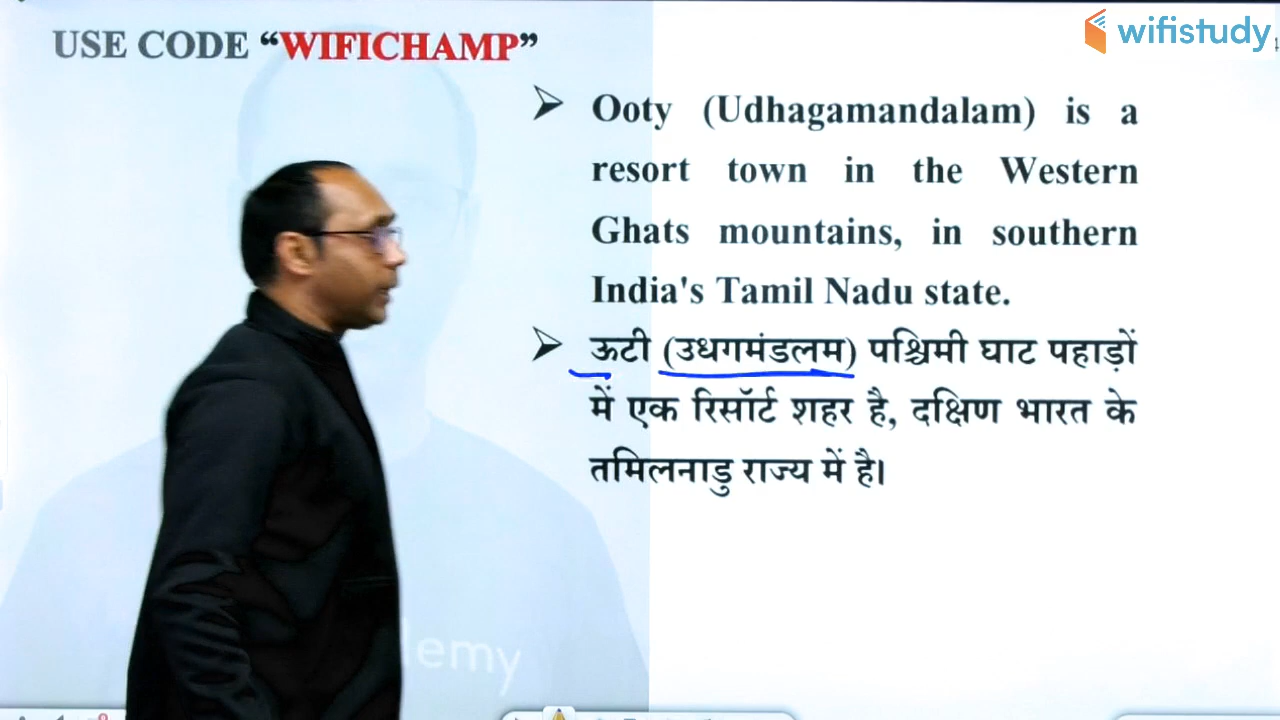 USE CODE “WIFICHAMP”
wifistudy
Ooty (Udhagamandalam) is a
resort town in the Western
Ghats mountains, in southern
India's Tamil Nadu state.
ऊटी (उधगमंडलम) पश्चिमी घाट पहाड़ों
में एक रिसॉर्ट शहर है, दक्षिण भारत के
तमिलनाडु राज्य में है।